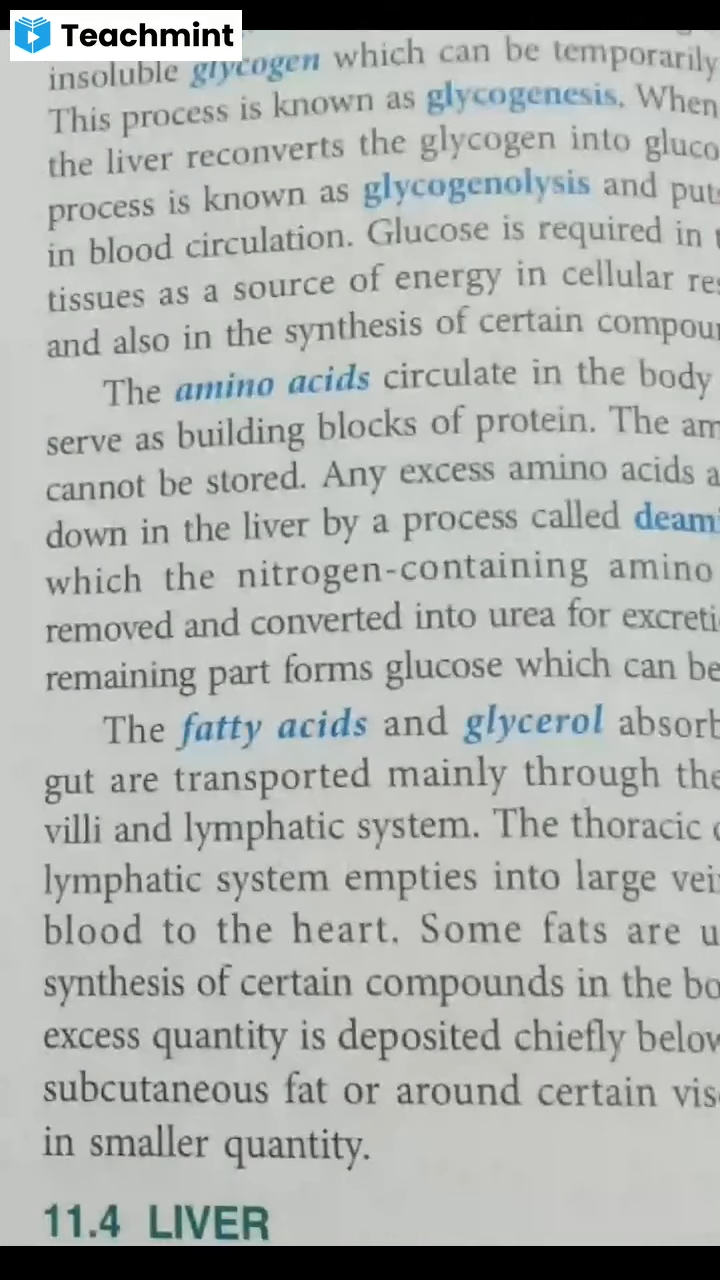 Teachmint
insoluble glycogen which can be temporarily
This process is known as glycogenesis. When
the liver reconverts the glycogen into gluco
process is known as glycogenolysis and puts
in blood circulation. Glucose is required in
tissues as a source of energy in cellular res
and also in the synthesis of certain compoun
The amino acids circulate in the body
serve as building blocks of protein. The am
cannot be stored. Any excess amino acids a
down in the liver by a process called deami
which the nitrogen-containing amino
removed and converted into urea for excreti
remaining part forms glucose which can be
The fatty acids and glycerol absorb
gut are transported mainly through the
villi and lymphatic system. The thoracic
lymphatic system empties into large vei
blood to the heart. Some fats are u
synthesis of certain compounds in the bo
excess quantity is deposited chiefly below
subcutaneous fat or around certain vis
in smaller quantity.
11.4 LIVER